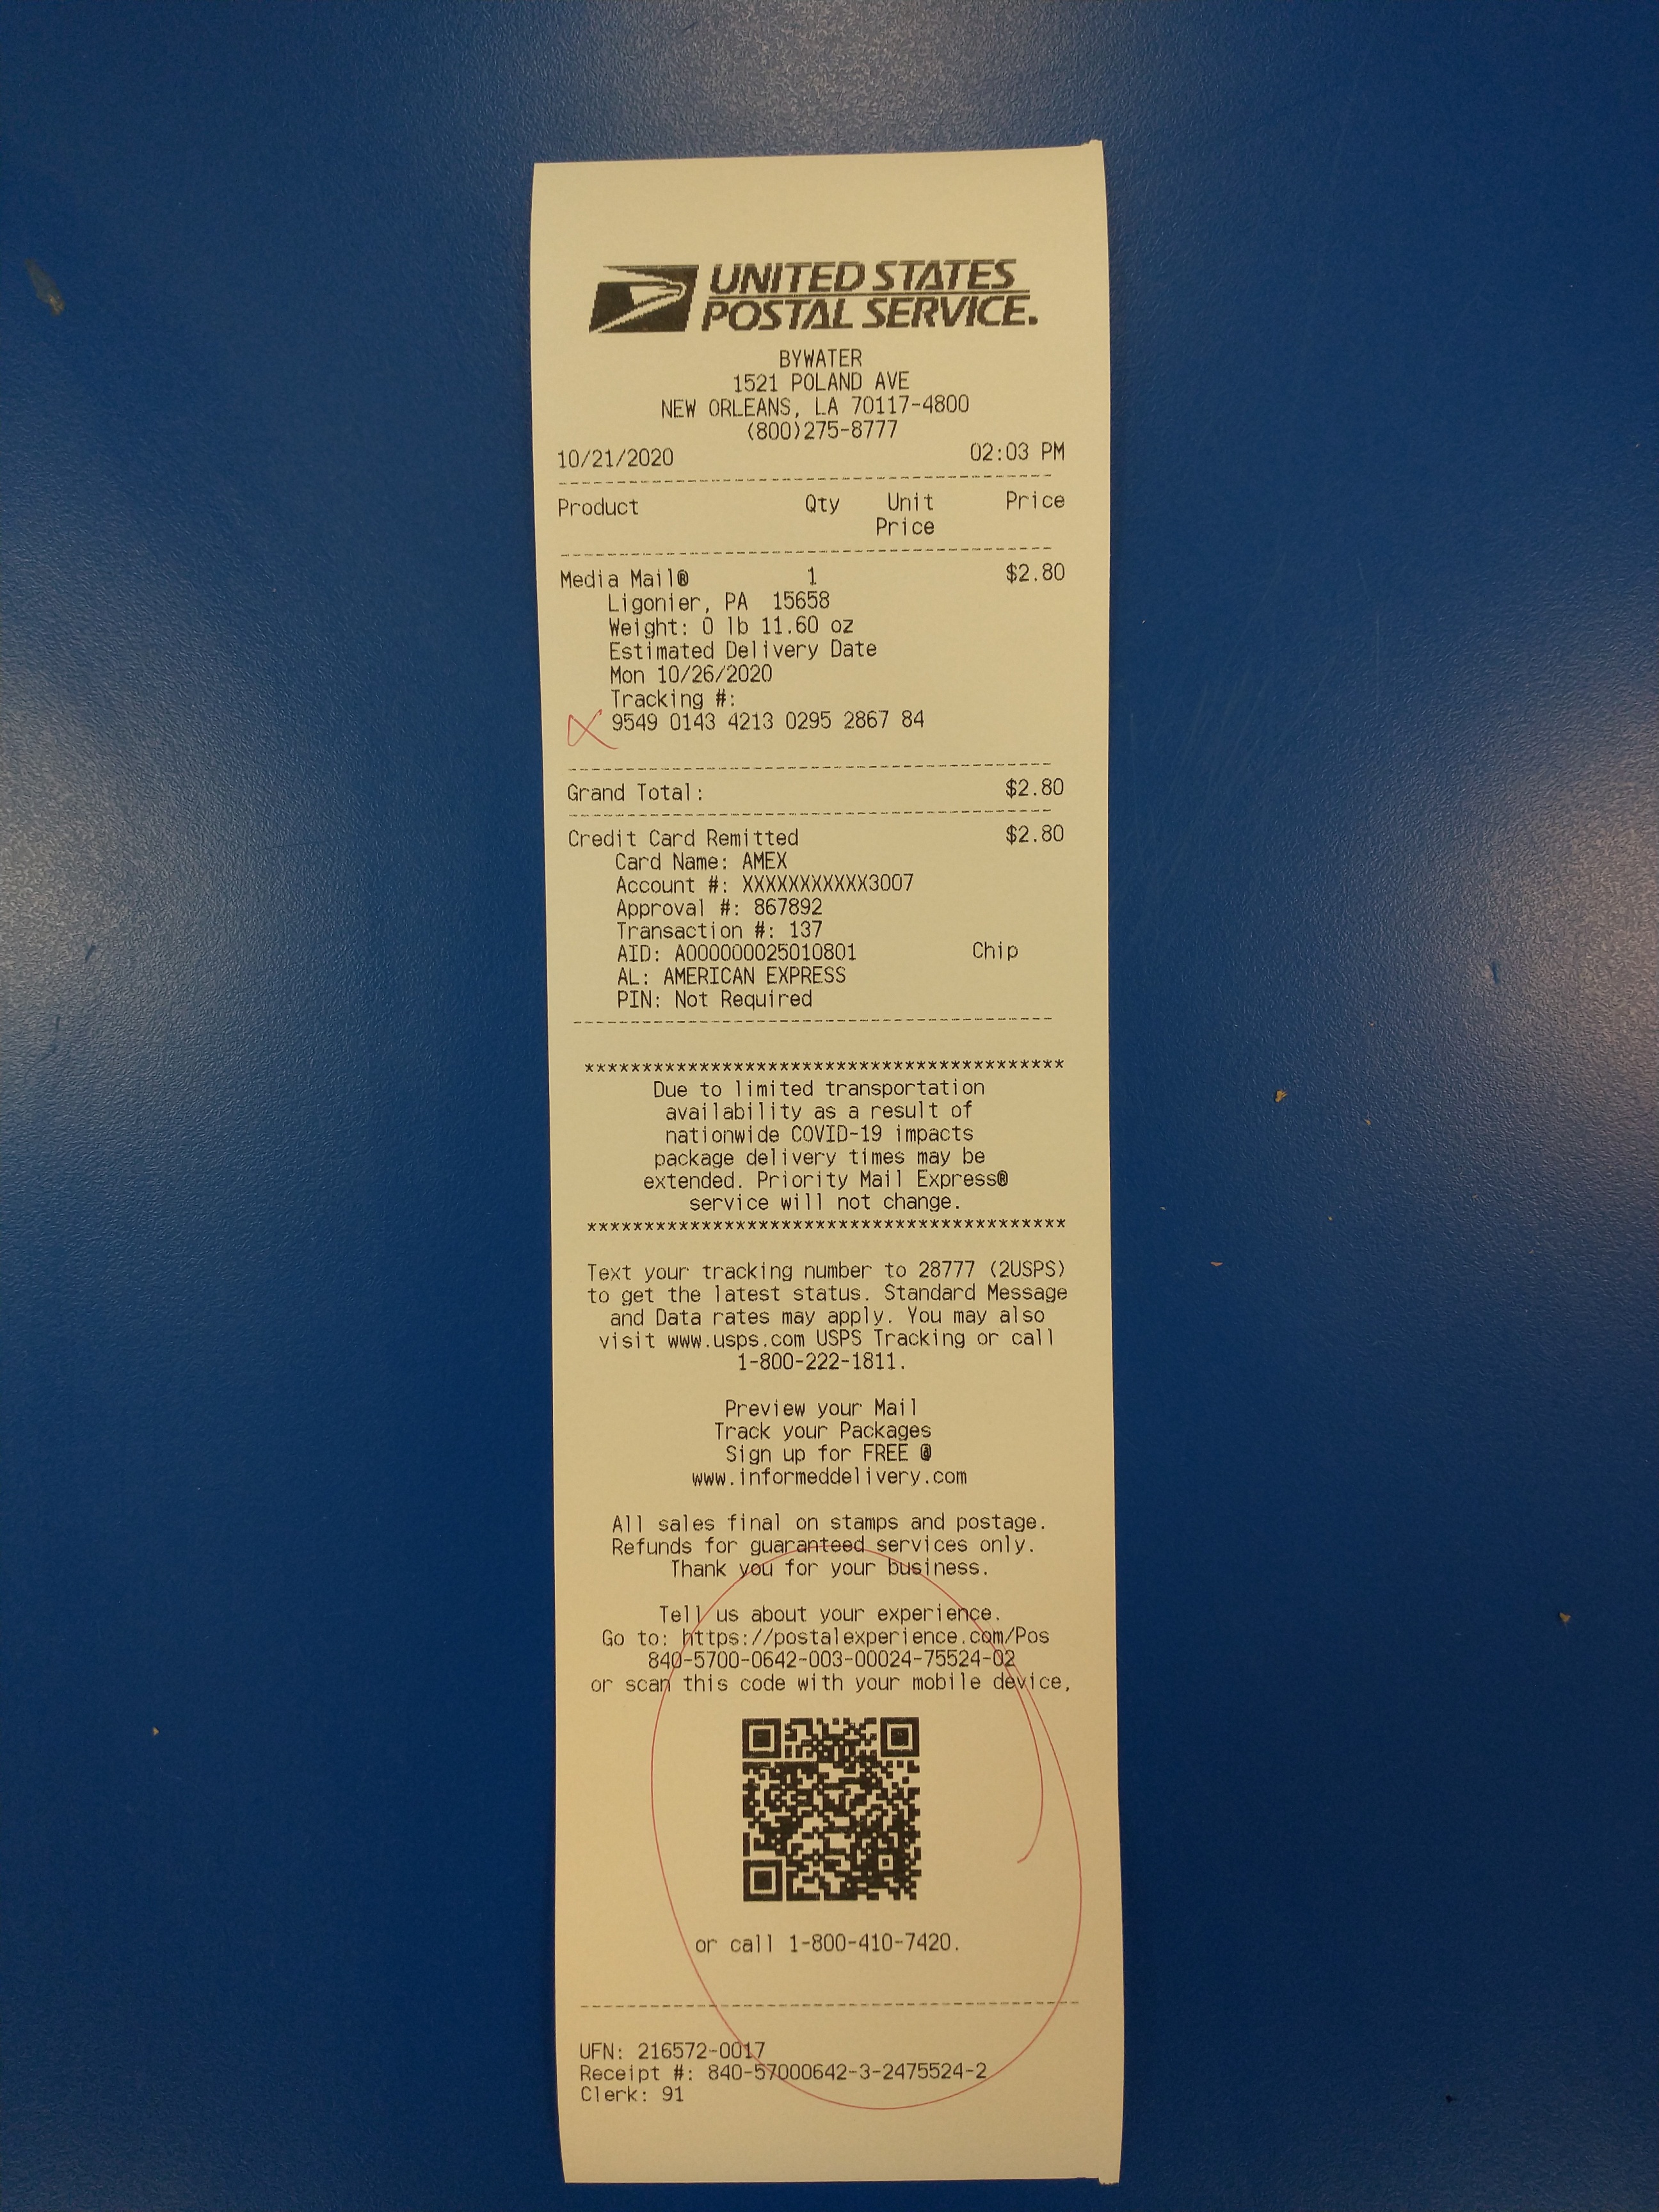 UNITED STATES
POSTAL SERVICE.
BYWATER
1521 POLAND AVE
NEW ORLEANS, LA 70117-4800
(800)275-8777
10/21/2020 02:03 PM
Product Qty Unit Price
Price
Media Mail® 1 $2.80
Ligonier, PA 15658
Weight: 0 lb 11.60 oz
Estimated Delivery Date
Mon 10/26/2020
Tracking #:
9549 0143 4213 0295 2867 84
Grand Total: $2.80
Credit Card Remitted $2.80
Card Name: AMEX
Account #: XXXXXXXXXXX3007
Approval #: 867892
Transaction #: 137
AID: A000000025010801 Chip
AL: AMERICAN EXPRESS
PIN: Not Required
******************************************
Due to limited transportation
availability as a result of
nationwide COVID-19 impacts
package delivery times may be
extended. Priority Mail Express®
service will not change.
******************************************
Text your tracking number to 28777 (2USPS)
to get the latest status. Standard Message
and Data rates may apply. You may also
visit www.usps.com USPS Tracking or call
1-800-222-1811.
Preview your Mail
Track your Packages
Sign up for FREE @
www.informeddelivery.com
All sales final on stamps and postage.
Refunds for guaranteed services only.
Thank you for your business.
Tell us about your experience.
Go to: https://postalexperience.com/Pos
840-5700-0642-003-00024-75524-02
or scan this code with your mobile device,
or call 1-800-410-7420.
UFN: 216572-0017
Receipt #: 840-57000642-3-2475524-2
Clerk: 91